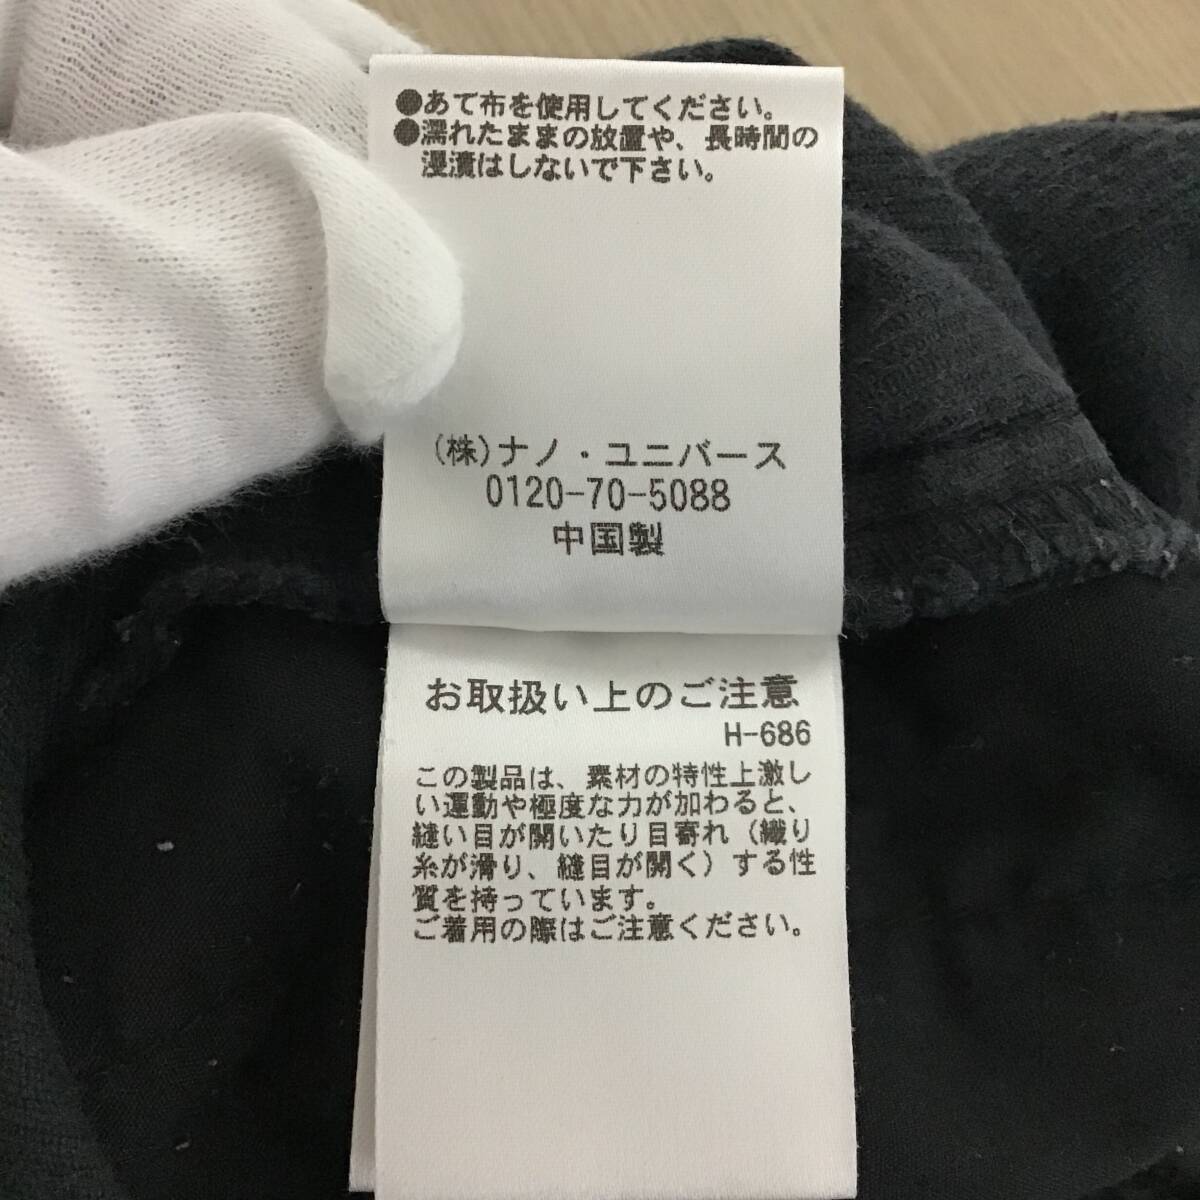 ●あて布を使用してください。
●濡れたままの放置や、長時間の
浸漬はしないで下さい。
(株)ナノ・ユニバース
0120-70-5088
中国製
お取扱い上のご注意
H-686
この製品は、素材の特性上激し
い運動や極度な力が加わると、
縫い目が開いたり目寄れ（織り
糸が滑り、縫目が開く）する性
質を持っています。
ご着用の際はご注意ください。